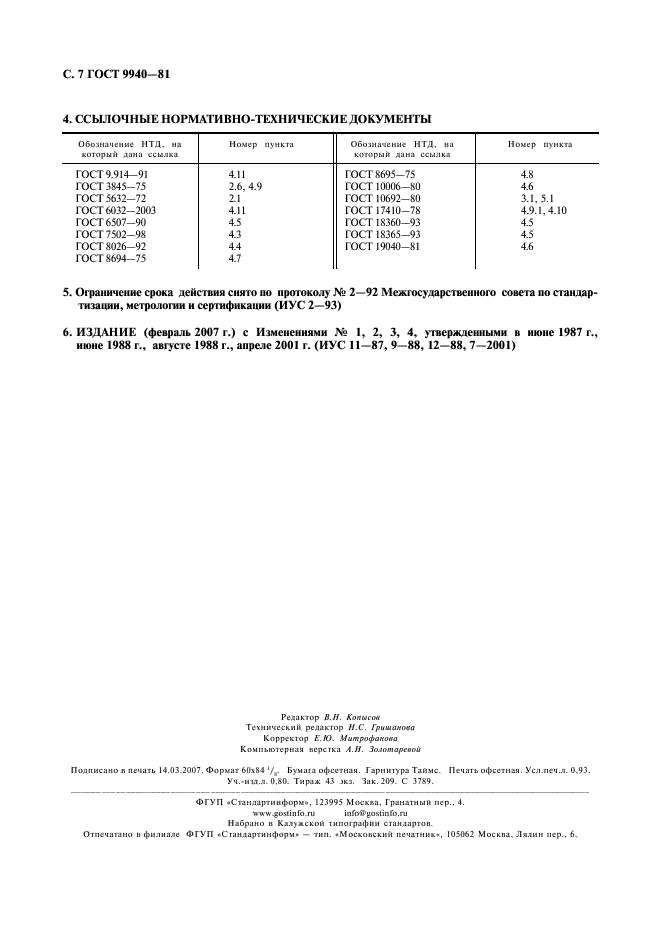 С. 7 ГОСТ 9940—81
4. ССЫЛОЧНЫЕ НОРМАТИВНО-ТЕХНИЧЕСКИЕ ДОКУМЕНТЫ
Обозначение НТД, на который дана ссылка | Номер пункта | Обозначение НТД, на который дана ссылка | Номер пункта
ГОСТ 9.914—91 4.11 ГОСТ 8695—75 4.8
ГОСТ 3845—75 2.6, 4.9 ГОСТ 10006—80 4.6
ГОСТ 5632—72 2.1 ГОСТ 10692—80 3.1, 5.1
ГОСТ 6032—2003 4.11 ГОСТ 17410—78 4.9.1, 4.10
ГОСТ 6507—90 4.5 ГОСТ 18360—93 4.5
ГОСТ 7502—98 4.3 ГОСТ 18365—93 4.5
ГОСТ 8026—92 4.4 ГОСТ 19040—81 4.6
ГОСТ 8694—75 4.7
5. Ограничение срока действия снято по протоколу № 2—92 Межгосударственного совета по стандар-
тизации, метрологии и сертификации (ИУС 2—93)
6. ИЗДАНИЕ (февраль 2007 г.) с Изменениями № 1, 2, 3, 4, утвержденными в июне 1987 г.,
июне 1988 г., августе 1988 г., апреле 2001 г. (ИУС 11—87, 9—88, 12—88, 7—2001)
Редактор В.Н. Копысов
Технический редактор Н.С. Гришанова
Корректор Е.Ю. Митрофанова
Компьютерная верстка А.Н. Золотаревой
Подписано в печать 14.03.2007. Формат 60х84 1/8. Бумага офсетная. Гарнитура Таймс. Печать офсетная. Усл.печ.л. 0,93.
Уч.-изд.л. 0,80. Тираж 43 экз. Зак. 209. С 3789.
ФГУП «Стандартинформ», 123995 Москва, Гранатный пер., 4.
www.gostinfo.ru info@gostinfo.ru
Набрано в Калужской типографии стандартов.
Отпечатано в филиале ФГУП «Стандартинформ» — тип. «Московский печатник», 105062 Москва, Лялин пер., 6.